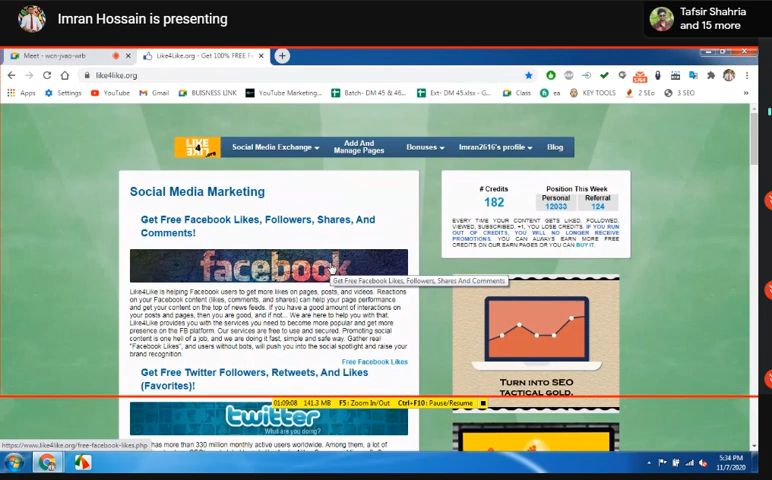 Imran Hossain is presenting
Tafsir Shahria
and 15 more
Meet - wcn-jvao-wrb
Like4Like.org - Get 100% FREE F
like4like.org
Apps
Settings
YouTube
Gmail
BUISNESS LINK
YouTube Marketing...
Batch- DM 45 & 46...
Ext- DM 45.xlsx - G...
Class
ea
KEY TOOLS
2 SEo
3 SEO
LIKE
4
LIKE
Social Media Exchange
Add And
Manage Pages
Bonuses
Imran2616's profile
Blog
Social Media Marketing
Get Free Facebook Likes, Followers, Shares, And
Comments!
facebook
Get Free Facebook Likes, Followers, Shares And Comments
Like4Like is helping Facebook users to get more likes on pages, posts, and videos. Reactions
on your Facebook content (likes, comments, and shares) can help your page performance
and get your content on the top of news feeds. If you have a good amount of interactions
on your posts and pages, then you are good, and if not... We are here to help you with that.
Like4Like provides you with the services you need to become more popular and get more
presence on the FB platform. Our services are free to use and secured. Promoting social
content is one hell of a job, and we are doing it fast, simple and safe way. Gather real
"Facebook Likes", and users without bots, will push you into the social spotlight and raise your
brand recognition.
Free Facebook Likes
Get Free Twitter Followers, Retweets, And Likes
(Favorites)!
twitter
What are you doing?
has more than 330 million monthly active users worldwide. Among them, a lot of
# Credits
182
Position This Week
Personal
Referral
12033
124
EVERY TIME YOUR CONTENT GETS LIKED, FOLLOWED,
VIEWED, SUBSCRIBED, +1, YOU LOSE CREDITS. IF YOU RUN
OUT OF CREDITS, YOU WILL NO LONGER RECEIVE
PROMOTIONS. YOU CAN ALWAYS EARN MORE FREE
CREDITS ON OUR EARN PAGES OR YOU CAN BUY IT.
TURN INTO SEO
TACTICAL GOLD.
01:09:08 141.3 MB F5: Zoom In/Out Ctrl+F10: Pause/Resume
https://www.like4like.org/free-facebook-likes.php
5:34 PM
11/7/2020